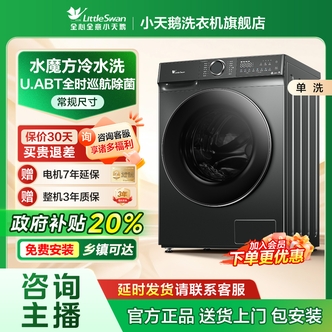 LittleSwan
全心全意小天鹅
小天鹅洗衣机旗舰店
水魔方冷水洗
U.ABT全时巡航除菌
常规尺寸
单洗
保价30天
买贵退差
咨询客服
享诸多福利
赠 电机7年延保
赠 整机3年质保
政府补贴20%
免费安装 乡镇可达
加入会员
下单更优惠
咨询
主播
延时发货请联系客服
官方正品 送货上门 包安装